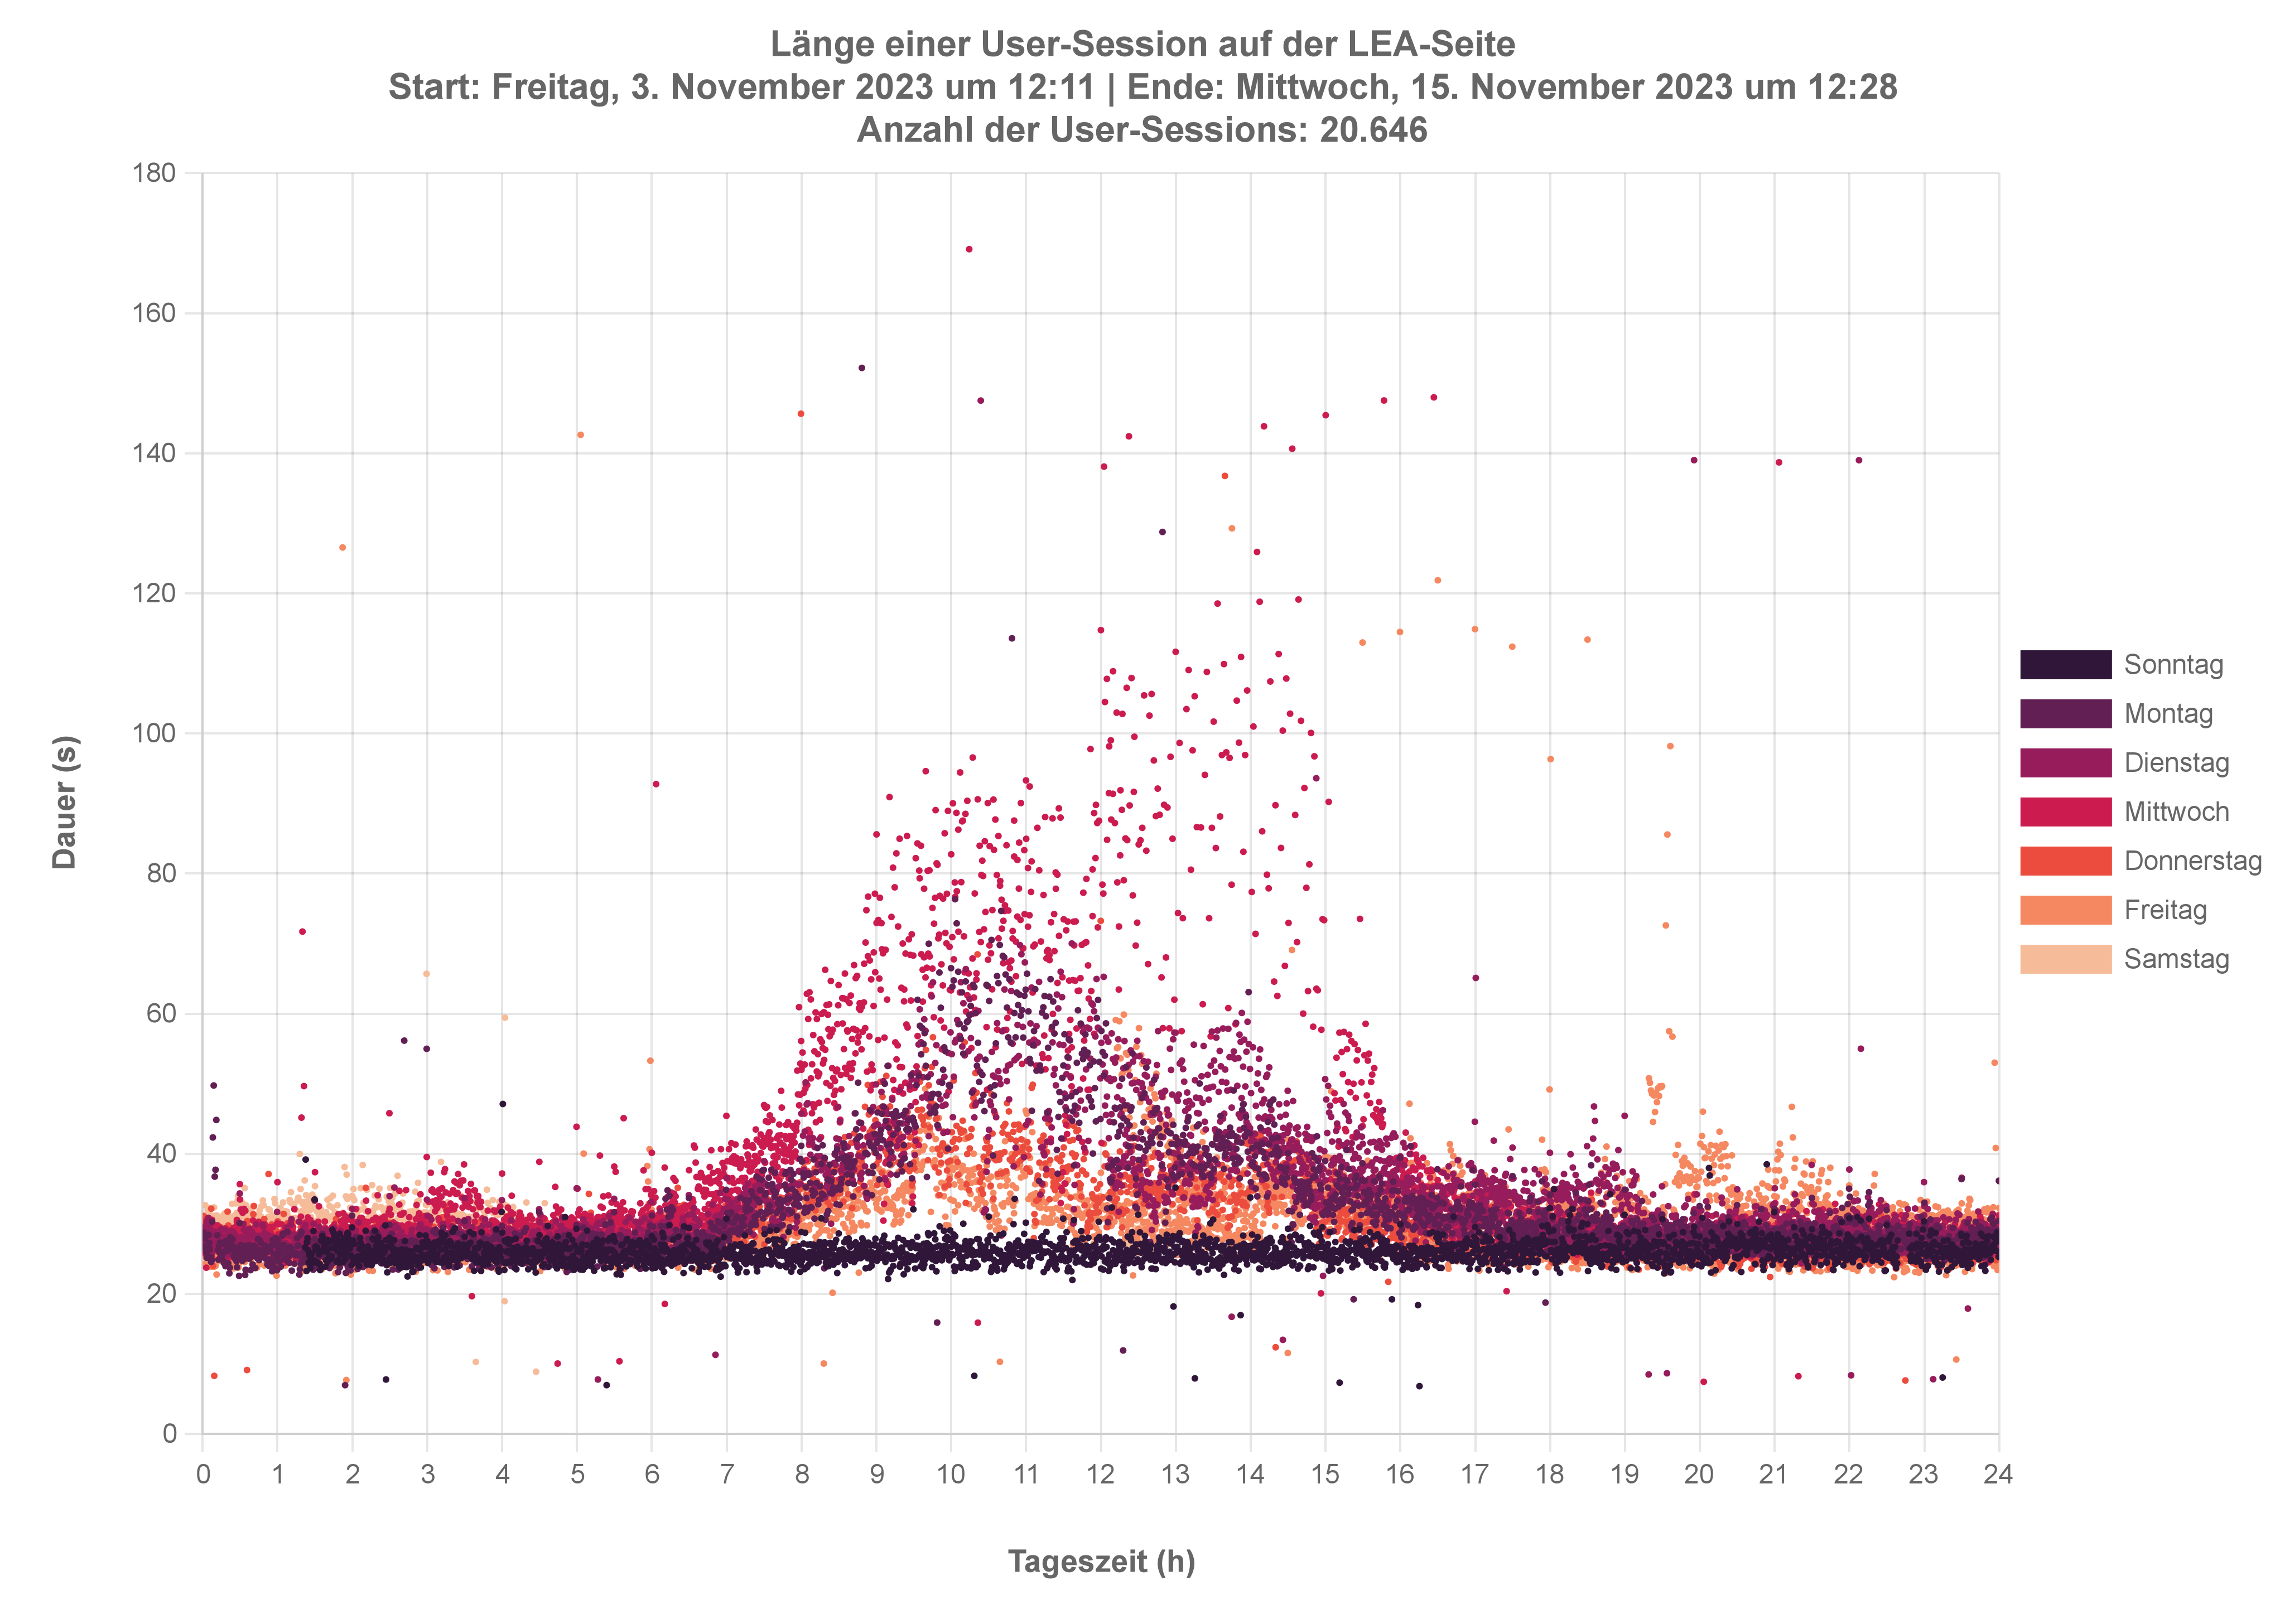 Länge einer User-Session auf der LEA-Seite
Start: Freitag, 3. November 2023 um 12:11 | Ende: Mittwoch, 15. November 2023 um 12:28
Anzahl der User-Sessions: 20.646
180
160
140
120
100
80
60
40
20
0
Dauer (s)
0 1 2 3 4 5 6 7 8 9 10 11 12 13 14 15 16 17 18 19 20 21 22 23 24
Tageszeit (h)
Sonntag
Montag
Dienstag
Mittwoch
Donnerstag
Freitag
Samstag